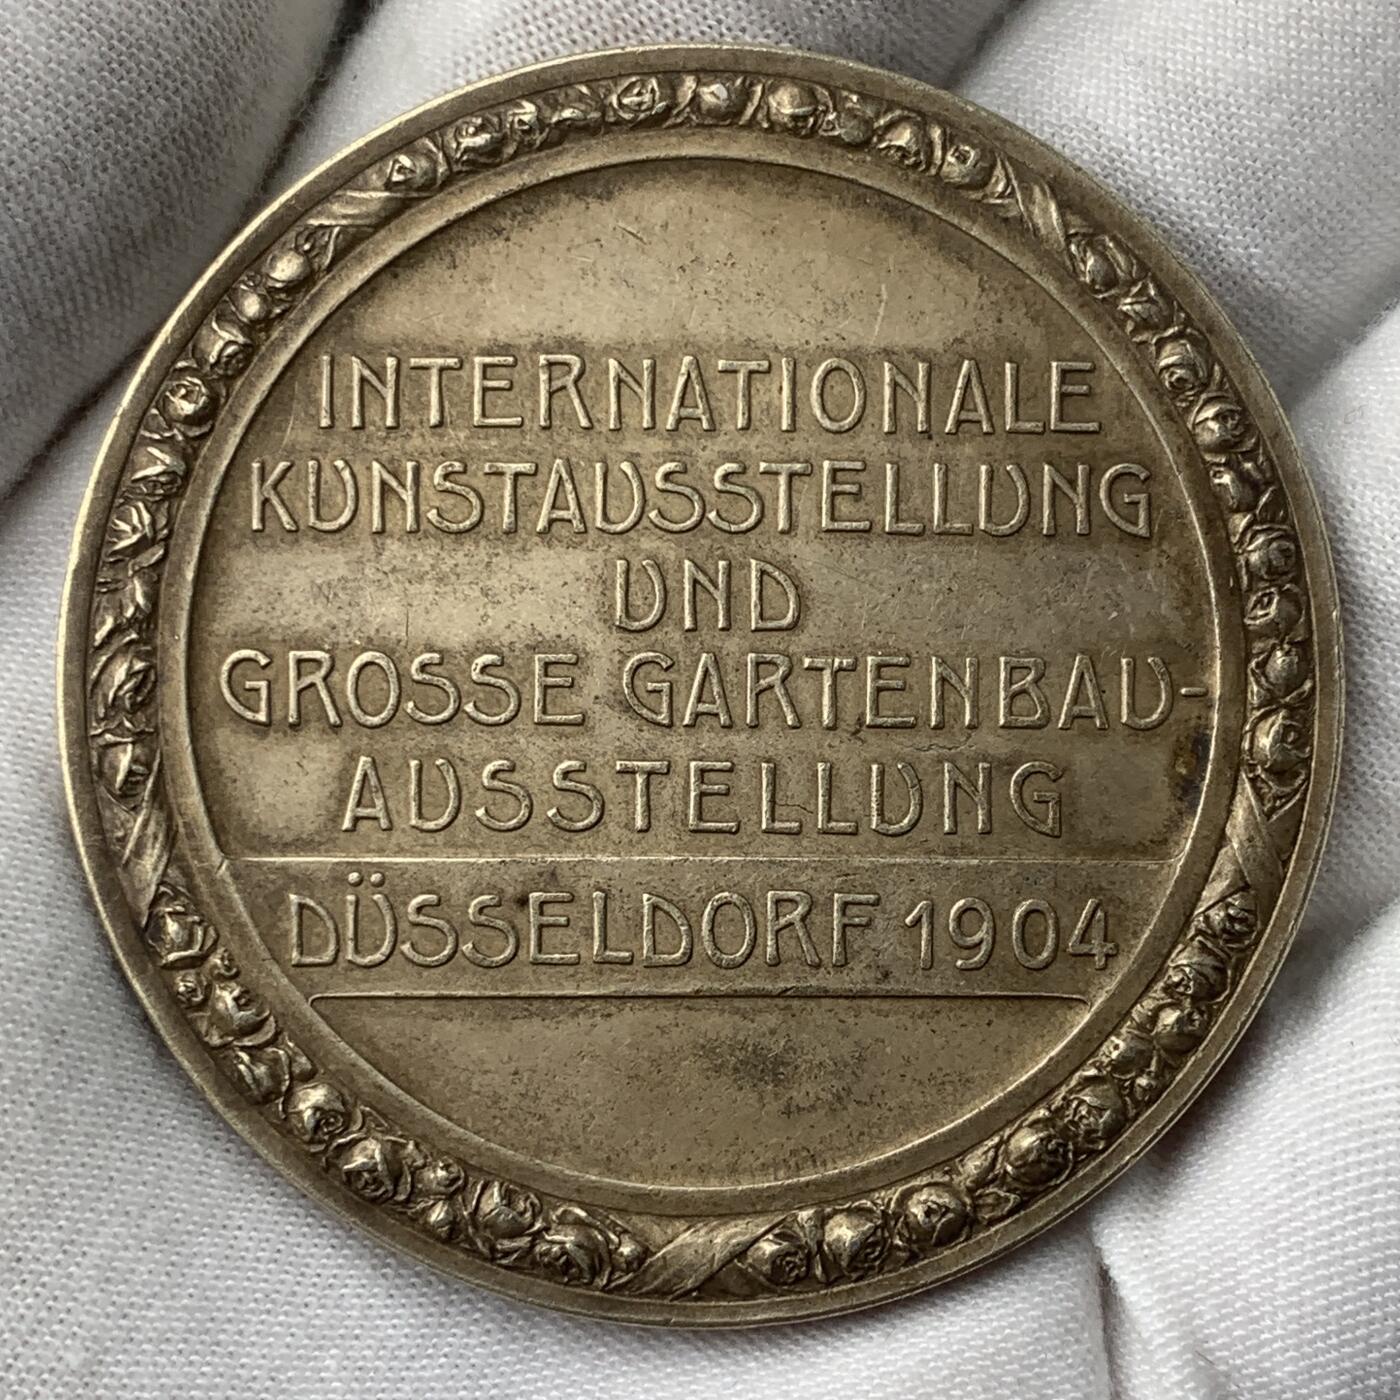 INTERNATIONALE
KUNSTAUSSTELLUNG
UND
GROSSE GARTENBAU-
AUSSTELLUNG
DÜSSELDORF 1904